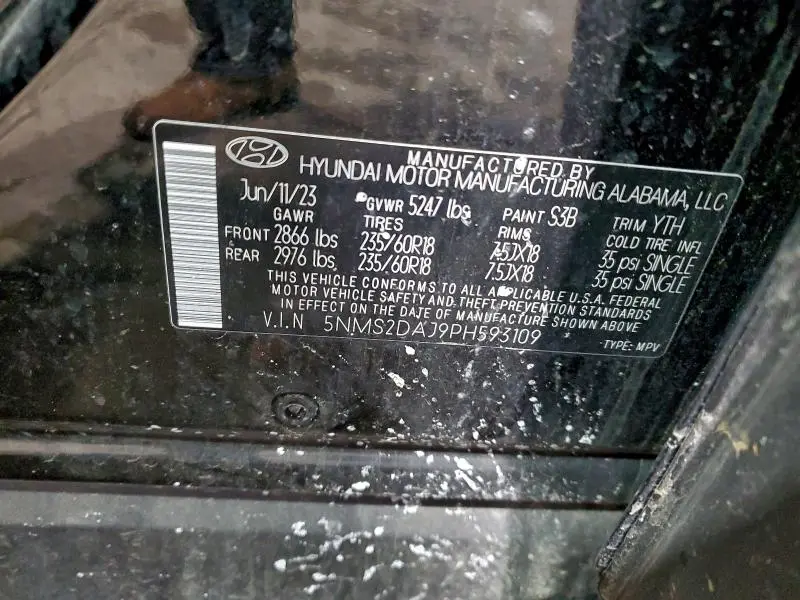 MANUFACTURED BY
HYUNDAI MOTOR MANUFACTURING ALABAMA, LLC
Jun/11/23 GVWR 5247 lbs PAINT S3B TRIM YTH
GAWR TIRES RIMS COLD TIRE INFL
FRONT 2866 lbs 235/60R18 7.5JX18 35 psi SINGLE
REAR 2976 lbs 235/60R18 7.5JX18 35 psi SINGLE
THIS VEHICLE CONFORMS TO ALL APPLICABLE U.S.A. FEDERAL
MOTOR VEHICLE SAFETY AND THEFT PREVENTION STANDARDS
IN EFFECT ON THE DATE OF MANUFACTURE SHOWN ABOVE
V.I.N 5NMS2DAJ9PH593109 TYPE: MPV